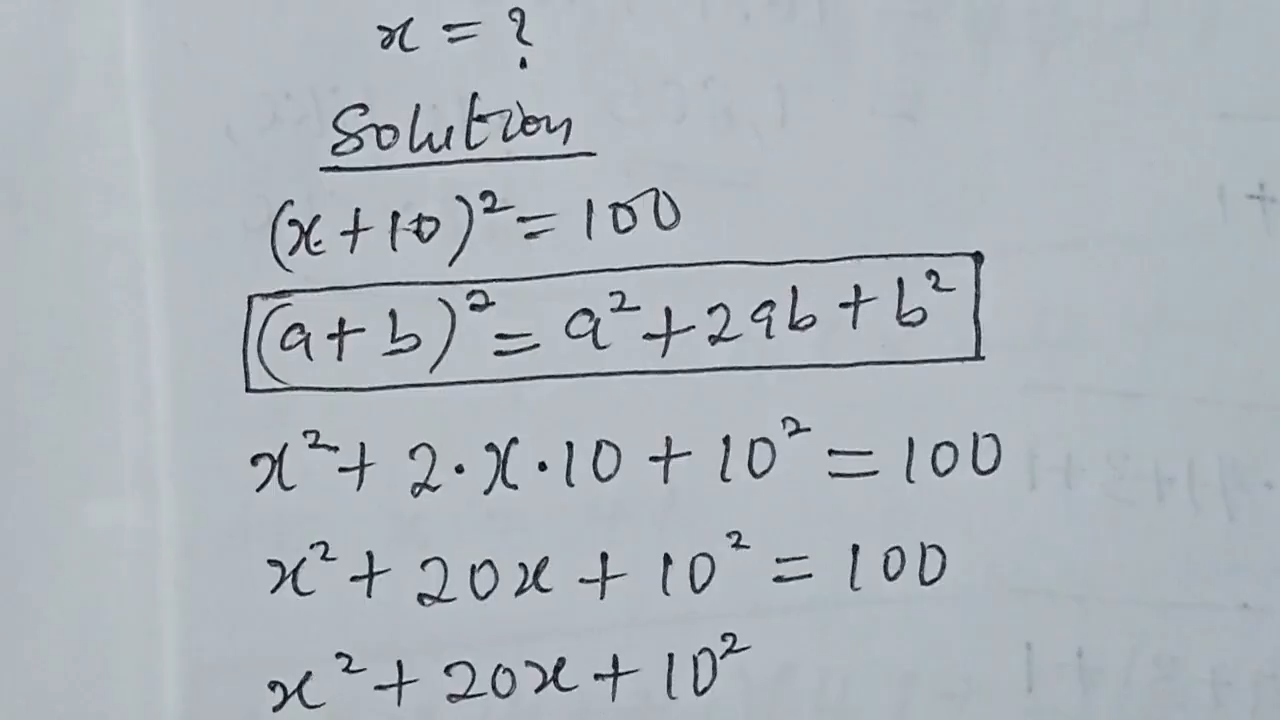 x = ?
Solution
(x+10)² = 100
(a+b)² = a² + 2ab + b²
x² + 2·x·10 + 10² = 100
x² + 20x + 10² = 100
x² + 20x + 10²